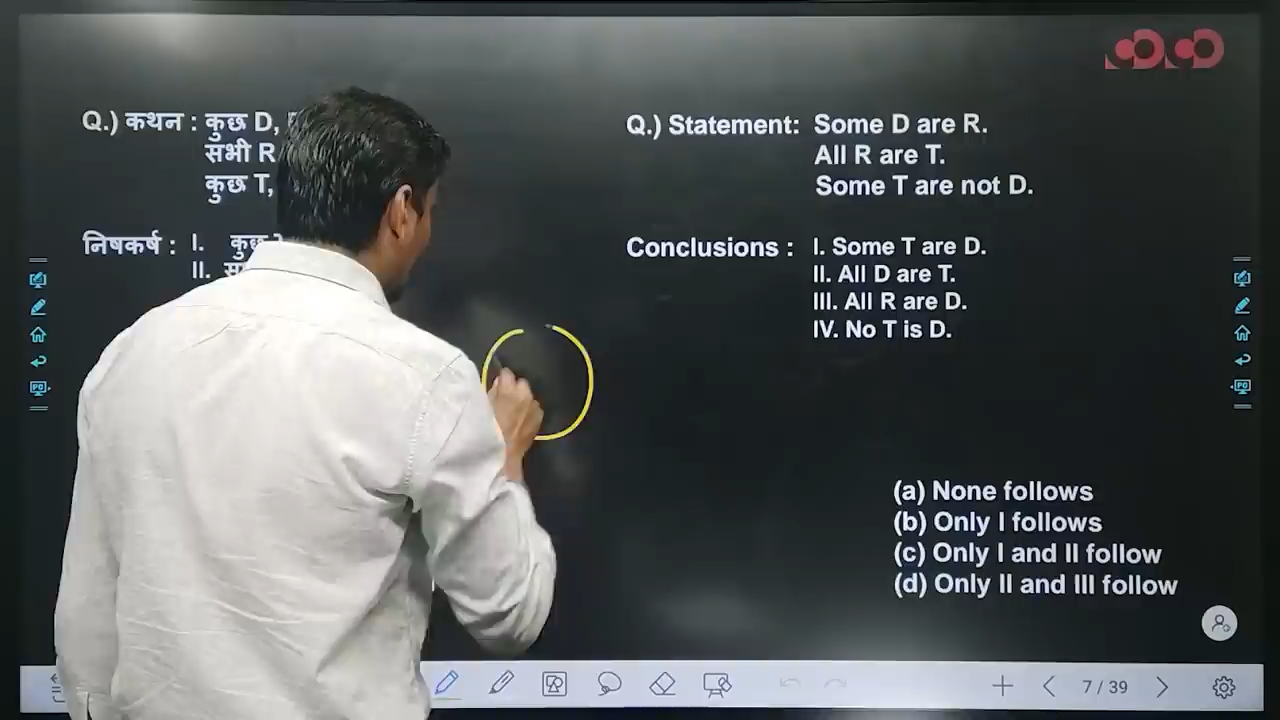 Q.) कथन : कुछ D,
सभी R
कुछ T,
निषकर्ष : I. कुछ
II.
Q.) Statement: Some D are R.
All R are T.
Some T are not D.
Conclusions : I. Some T are D.
II. All D are T.
III. All R are D.
IV. No T is D.
(a) None follows
(b) Only I follows
(c) Only I and II follow
(d) Only II and III follow
PC
PC
7 / 39